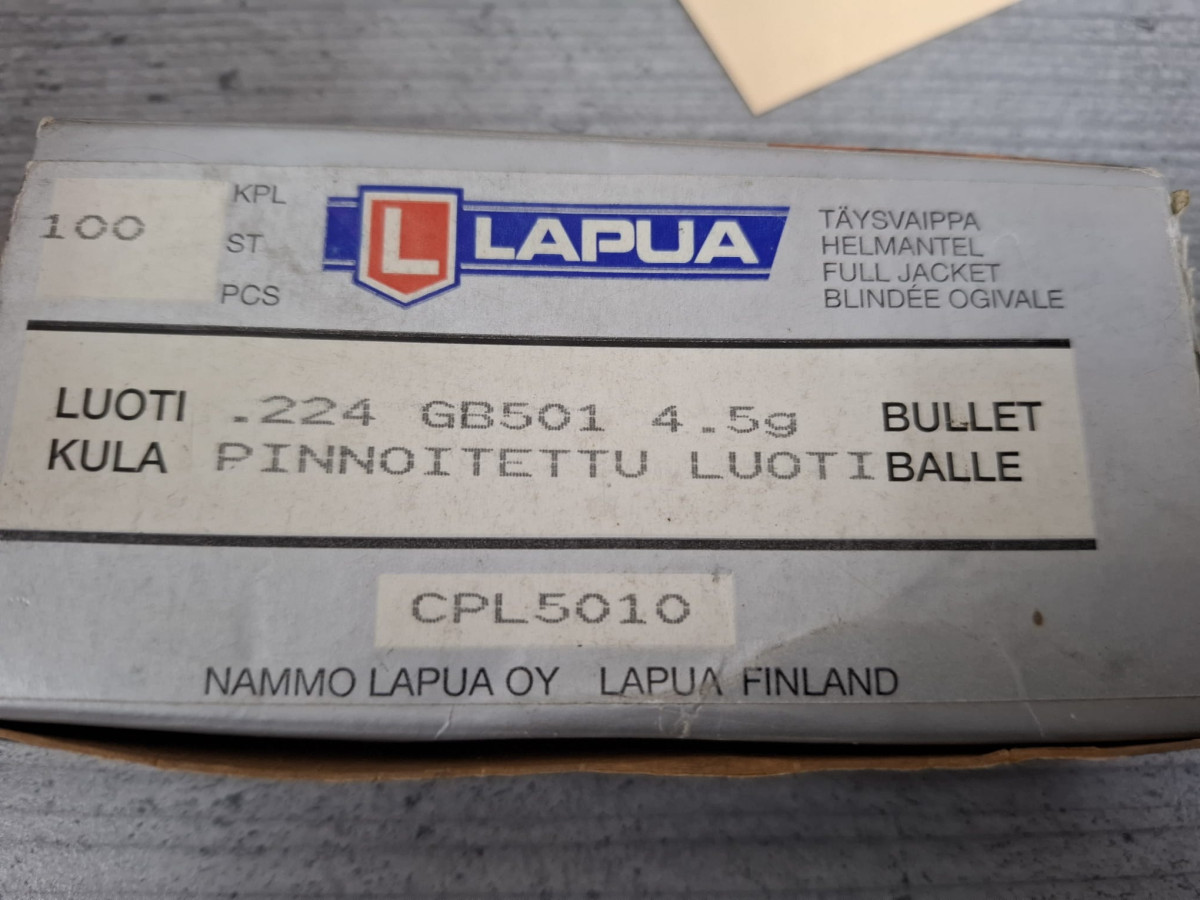 100 KPL
ST
PCS
L LAPUA
TÄYSVAIPPA
HELMANTEL
FULL JACKET
BLINDÉE OGIVALE
LUOTI .224 GB501 4.5g BULLET
KULA PINNOITETTU LUOTI BALLE
CPL5010
NAMMO LAPUA OY LAPUA FINLAND